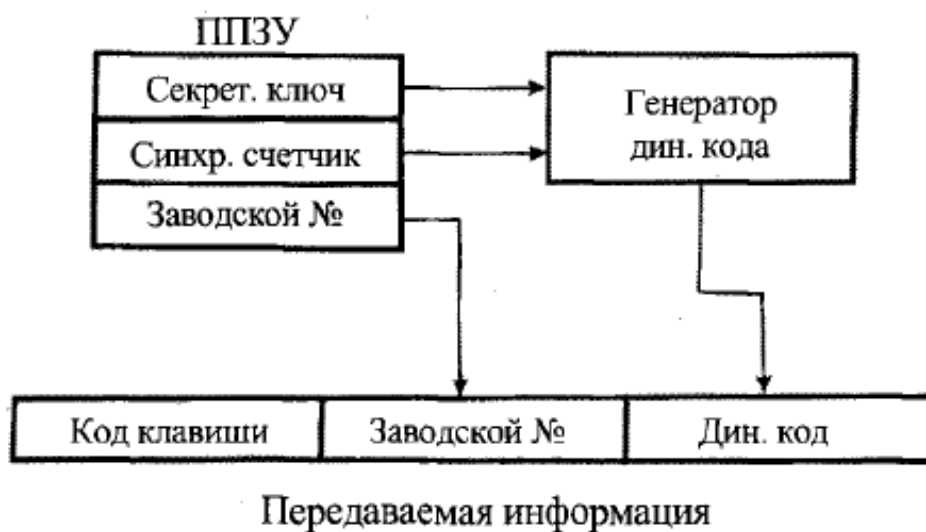 ППЗУ
Секрет. ключ
Синхр. счетчик
Заводской №
Генератор
дин. кода
Код клавиши
Заводской №
Дин. код
Передаваемая информация